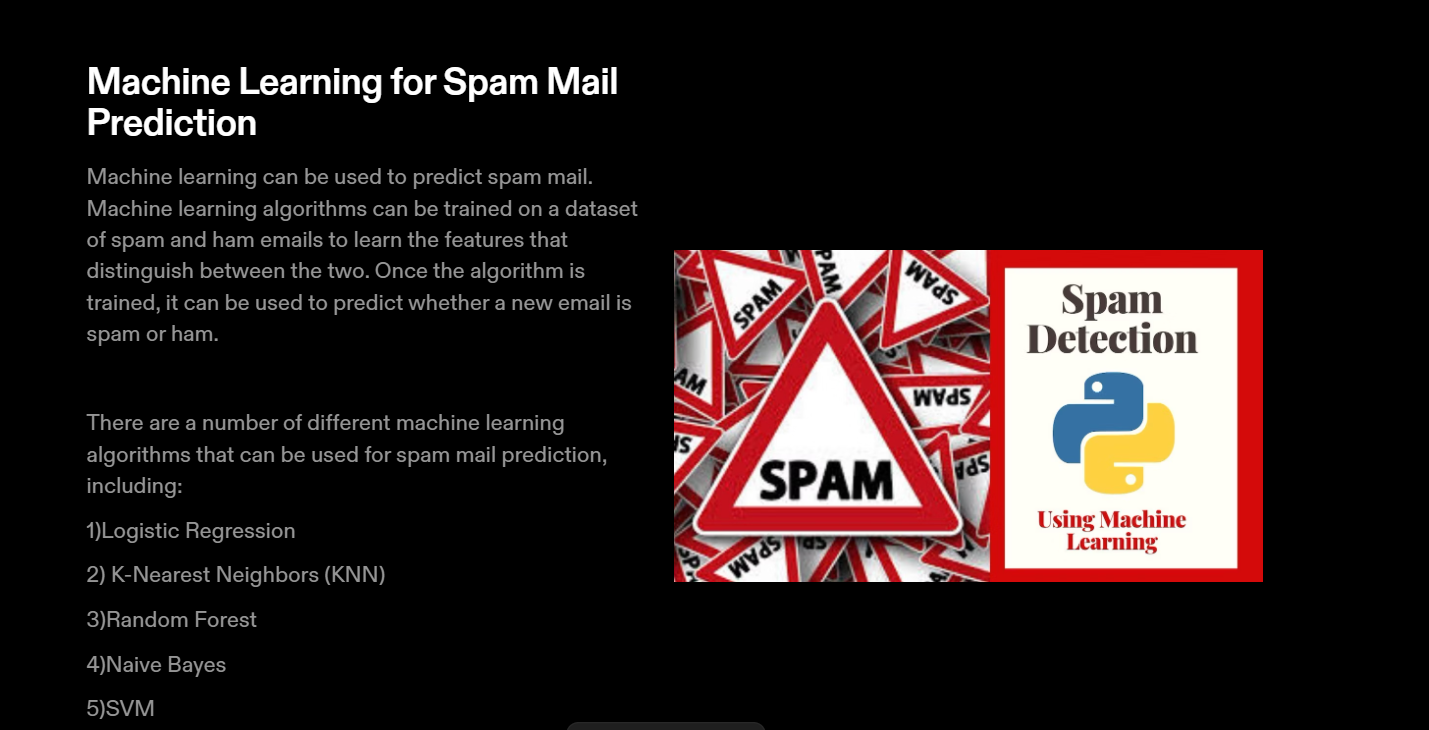 Machine Learning for Spam Mail
Prediction
Machine learning can be used to predict spam mail.
Machine learning algorithms can be trained on a dataset
of spam and ham emails to learn the features that
distinguish between the two. Once the algorithm is
trained, it can be used to predict whether a new email is
spam or ham.
There are a number of different machine learning
algorithms that can be used for spam mail prediction,
including:
1)Logistic Regression
2) K-Nearest Neighbors (KNN)
3)Random Forest
4)Naive Bayes
5)SVM
SPAM
SPAM
SPAM
SPAM
SPAM
SPAM
Spam
Detection
Using Machine
Learning